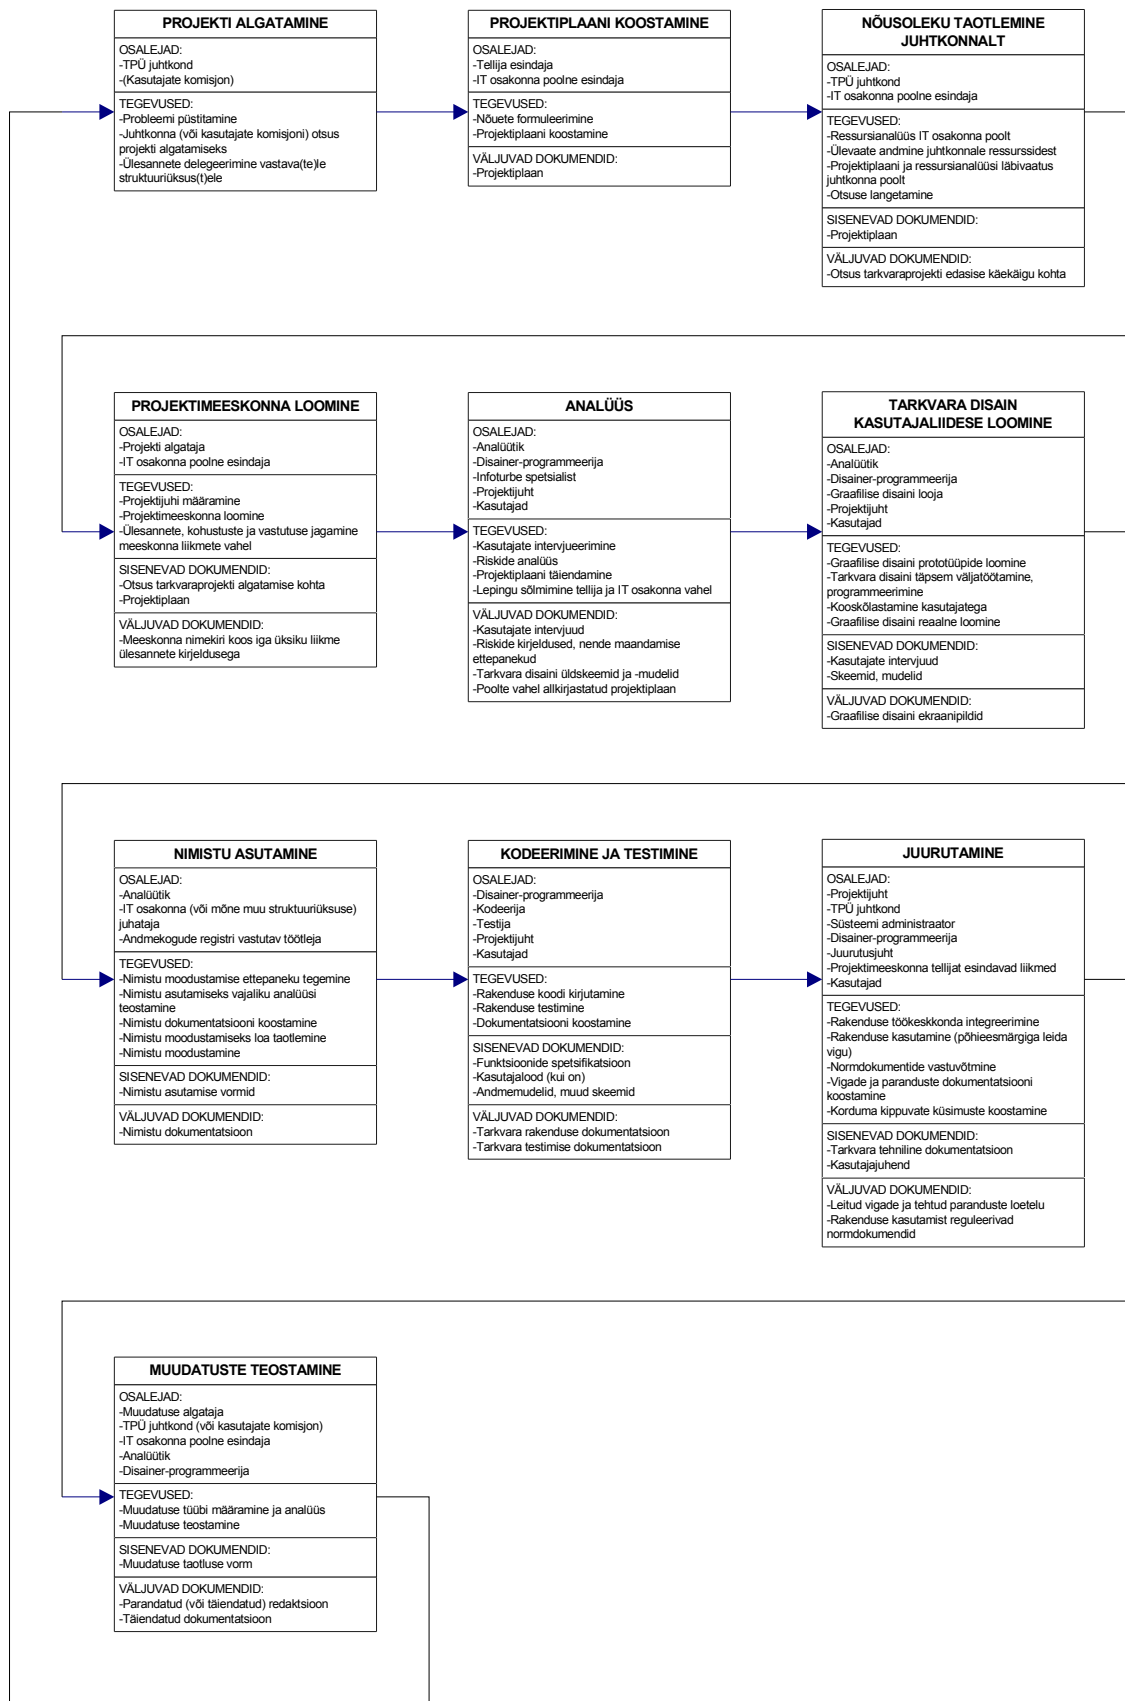 PROJEKTI ALGATAMINE
OSALEJAD:
-TPÜ juhtkond
-(Kasutajate komisjon)
TEGEVUSED:
-Probleemi püstitamine
-Juhtkonna (või kasutajate komisjoni) otsus
projekti algatamiseks
-Ülesannete delegeerimine vastava(te)le
struktuuriüksus(t)ele
PROJEKTIPLAANI KOOSTAMINE
OSALEJAD:
-Tellija esindaja
-IT osakonna poolne esindaja
TEGEVUSED:
-Nõuete formuleerimine
-Projektiplaani koostamine
VÄLJUVAD DOKUMENDID:
-Projektiplaan
NÕUSOLEKU TAOTLEMINE
JUHTKONNALT
OSALEJAD:
-TPÜ juhtkond
-IT osakonna poolne esindaja
TEGEVUSED:
-Ressursianalüüs IT osakonna poolt
-Ülevaate andmine juhtkonnale ressurssidest
-Projektiplaani ja ressursianalüüsi läbivaatus
juhtkonna poolt
-Otsuse langetamine
SISENEVAD DOKUMENDID:
-Projektiplaan
VÄLJUVAD DOKUMENDID:
-Otsus tarkvaraprojekti edasise käekäigu kohta
PROJEKTIMEESKONNA LOOMINE
OSALEJAD:
-Projekti algataja
-IT osakonna poolne esindaja
TEGEVUSED:
-Projektijuhi määramine
-Projektimeeskonna loomine
-Ülesannete, kohustuste ja vastutuse jagamine
meeskonna liikmete vahel
SISENEVAD DOKUMENDID:
-Otsus tarkvaraprojekti algatamise kohta
-Projektiplaan
VÄLJUVAD DOKUMENDID:
-Meeskonna nimekiri koos iga üksiku liikme
ülesannete kirjeldusega
ANALÜÜS
OSALEJAD:
-Analüütik
-Disainer-programmeerija
-Infoturbe spetsialist
-Projektijuht
-Kasutajad
TEGEVUSED:
-Kasutajate intervjueerimine
-Riskide analüüs
-Projektiplaani täiendamine
-Lepingu sõlmimine tellija ja IT osakonna vahel
VÄLJUVAD DOKUMENDID:
-Kasutajate intervjuud
-Riskide kirjeldused, nende maandamise
ettepanekud
-Tarkvara disaini üldskeemid ja -mudelid
-Poolte vahel allkirjastatud projektiplaan
TARKVARA DISAIN
KASUTAJALIIDESE LOOMINE
OSALEJAD:
-Analüütik
-Disainer-programmeerija
-Graafilise disaini looja
-Projektijuht
-Kasutajad
TEGEVUSED:
-Graafilise disaini prototüüpide loomine
-Tarkvara disaini täpsem väljatöötamine,
programmeerimine
-Kooskõlastamine kasutajatega
-Graafilise disaini reaalne loomine
SISENEVAD DOKUMENDID:
-Kasutajate intervjuud
-Skeemid, mudelid
VÄLJUVAD DOKUMENDID:
-Graafilise disaini ekraanipildid
NIMISTU ASUTAMINE
OSALEJAD:
-Analüütik
-IT osakonna (või mõne muu struktuuriüksuse)
juhataja
-Andmekogude registri vastutav töötleja
TEGEVUSED:
-Nimistu moodustamise ettepaneku tegemine
-Nimistu asutamiseks vajaliku analüüsi
teostamine
-Nimistu dokumentatsiooni koostamine
-Nimistu moodustamiseks loa taotlemine
-Nimistu moodustamine
SISENEVAD DOKUMENDID:
-Nimistu asutamise vormid
VÄLJUVAD DOKUMENDID:
-Nimistu dokumentatsioon
KODEERIMINE JA TESTIMINE
OSALEJAD:
-Disainer-programmeerija
-Kodeerija
-Testija
-Projektijuht
-Kasutajad
TEGEVUSED:
-Rakenduse koodi kirjutamine
-Rakenduse testimine
-Dokumentatsiooni koostamine
SISENEVAD DOKUMENDID:
-Funktsioonide spetsifikatsioon
-Kasutajalood (kui on)
-Andmemudelid, muud skeemid
VÄLJUVAD DOKUMENDID:
-Tarkvara rakenduse dokumentatsioon
-Tarkvara testimise dokumentatsioon
JUURUTAMINE
OSALEJAD:
-Projektijuht
-TPÜ juhtkond
-Süsteemi administraator
-Disainer-programmeerija
-Juurutusjuht
-Projektimeeskonna tellijat esindavad liikmed
-Kasutajad
TEGEVUSED:
-Rakenduse töökeskkonda integreerimine
-Rakenduse kasutamine (põhieesmärgiga leida
vigu)
-Normdokumentide vastuvõtmine
-Vigade ja paranduste dokumentatsiooni
koostamine
-Korduma kippuvate küsimuste koostamine
SISENEVAD DOKUMENDID:
-Tarkvara tehniline dokumentatsioon
-Kasutajajuhend
VÄLJUVAD DOKUMENDID:
-Leitud vigade ja tehtud paranduste loetelu
-Rakenduse kasutamist reguleerivad
normdokumendid
MUUDATUSTE TEOSTAMINE
OSALEJAD:
-Muudatuse algataja
-TPÜ juhtkond (või kasutajate komisjon)
-IT osakonna poolne esindaja
-Analüütik
-Disainer-programmeerija
TEGEVUSED:
-Muudatuse tüübi määramine ja analüüs
-Muudatuse teostamine
SISENEVAD DOKUMENDID:
-Muudatuse taotluse vorm
VÄLJUVAD DOKUMENDID:
-Parandatud (või täiendatud) redaktsioon
-Täiendatud dokumentatsioon